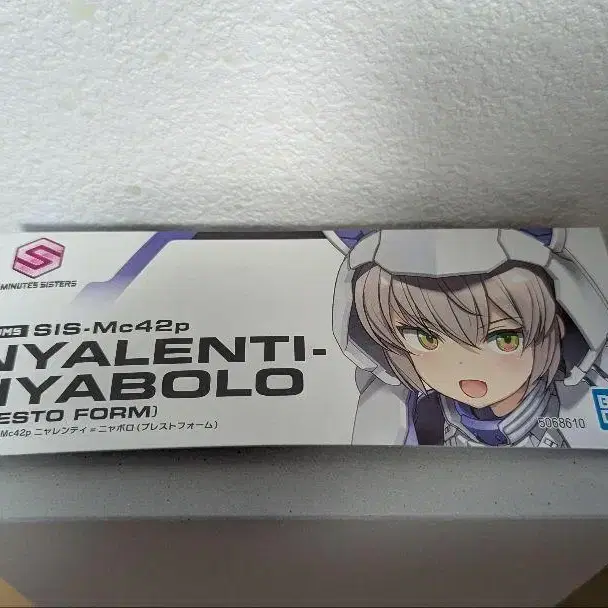 MINUTES SISTERS
SIS-Mc42p
NYALENTI-
NYABOLO
ESTO FORM)
Mc42p ニャレンティ=ニャボロ (プレストフォーム)
5068610